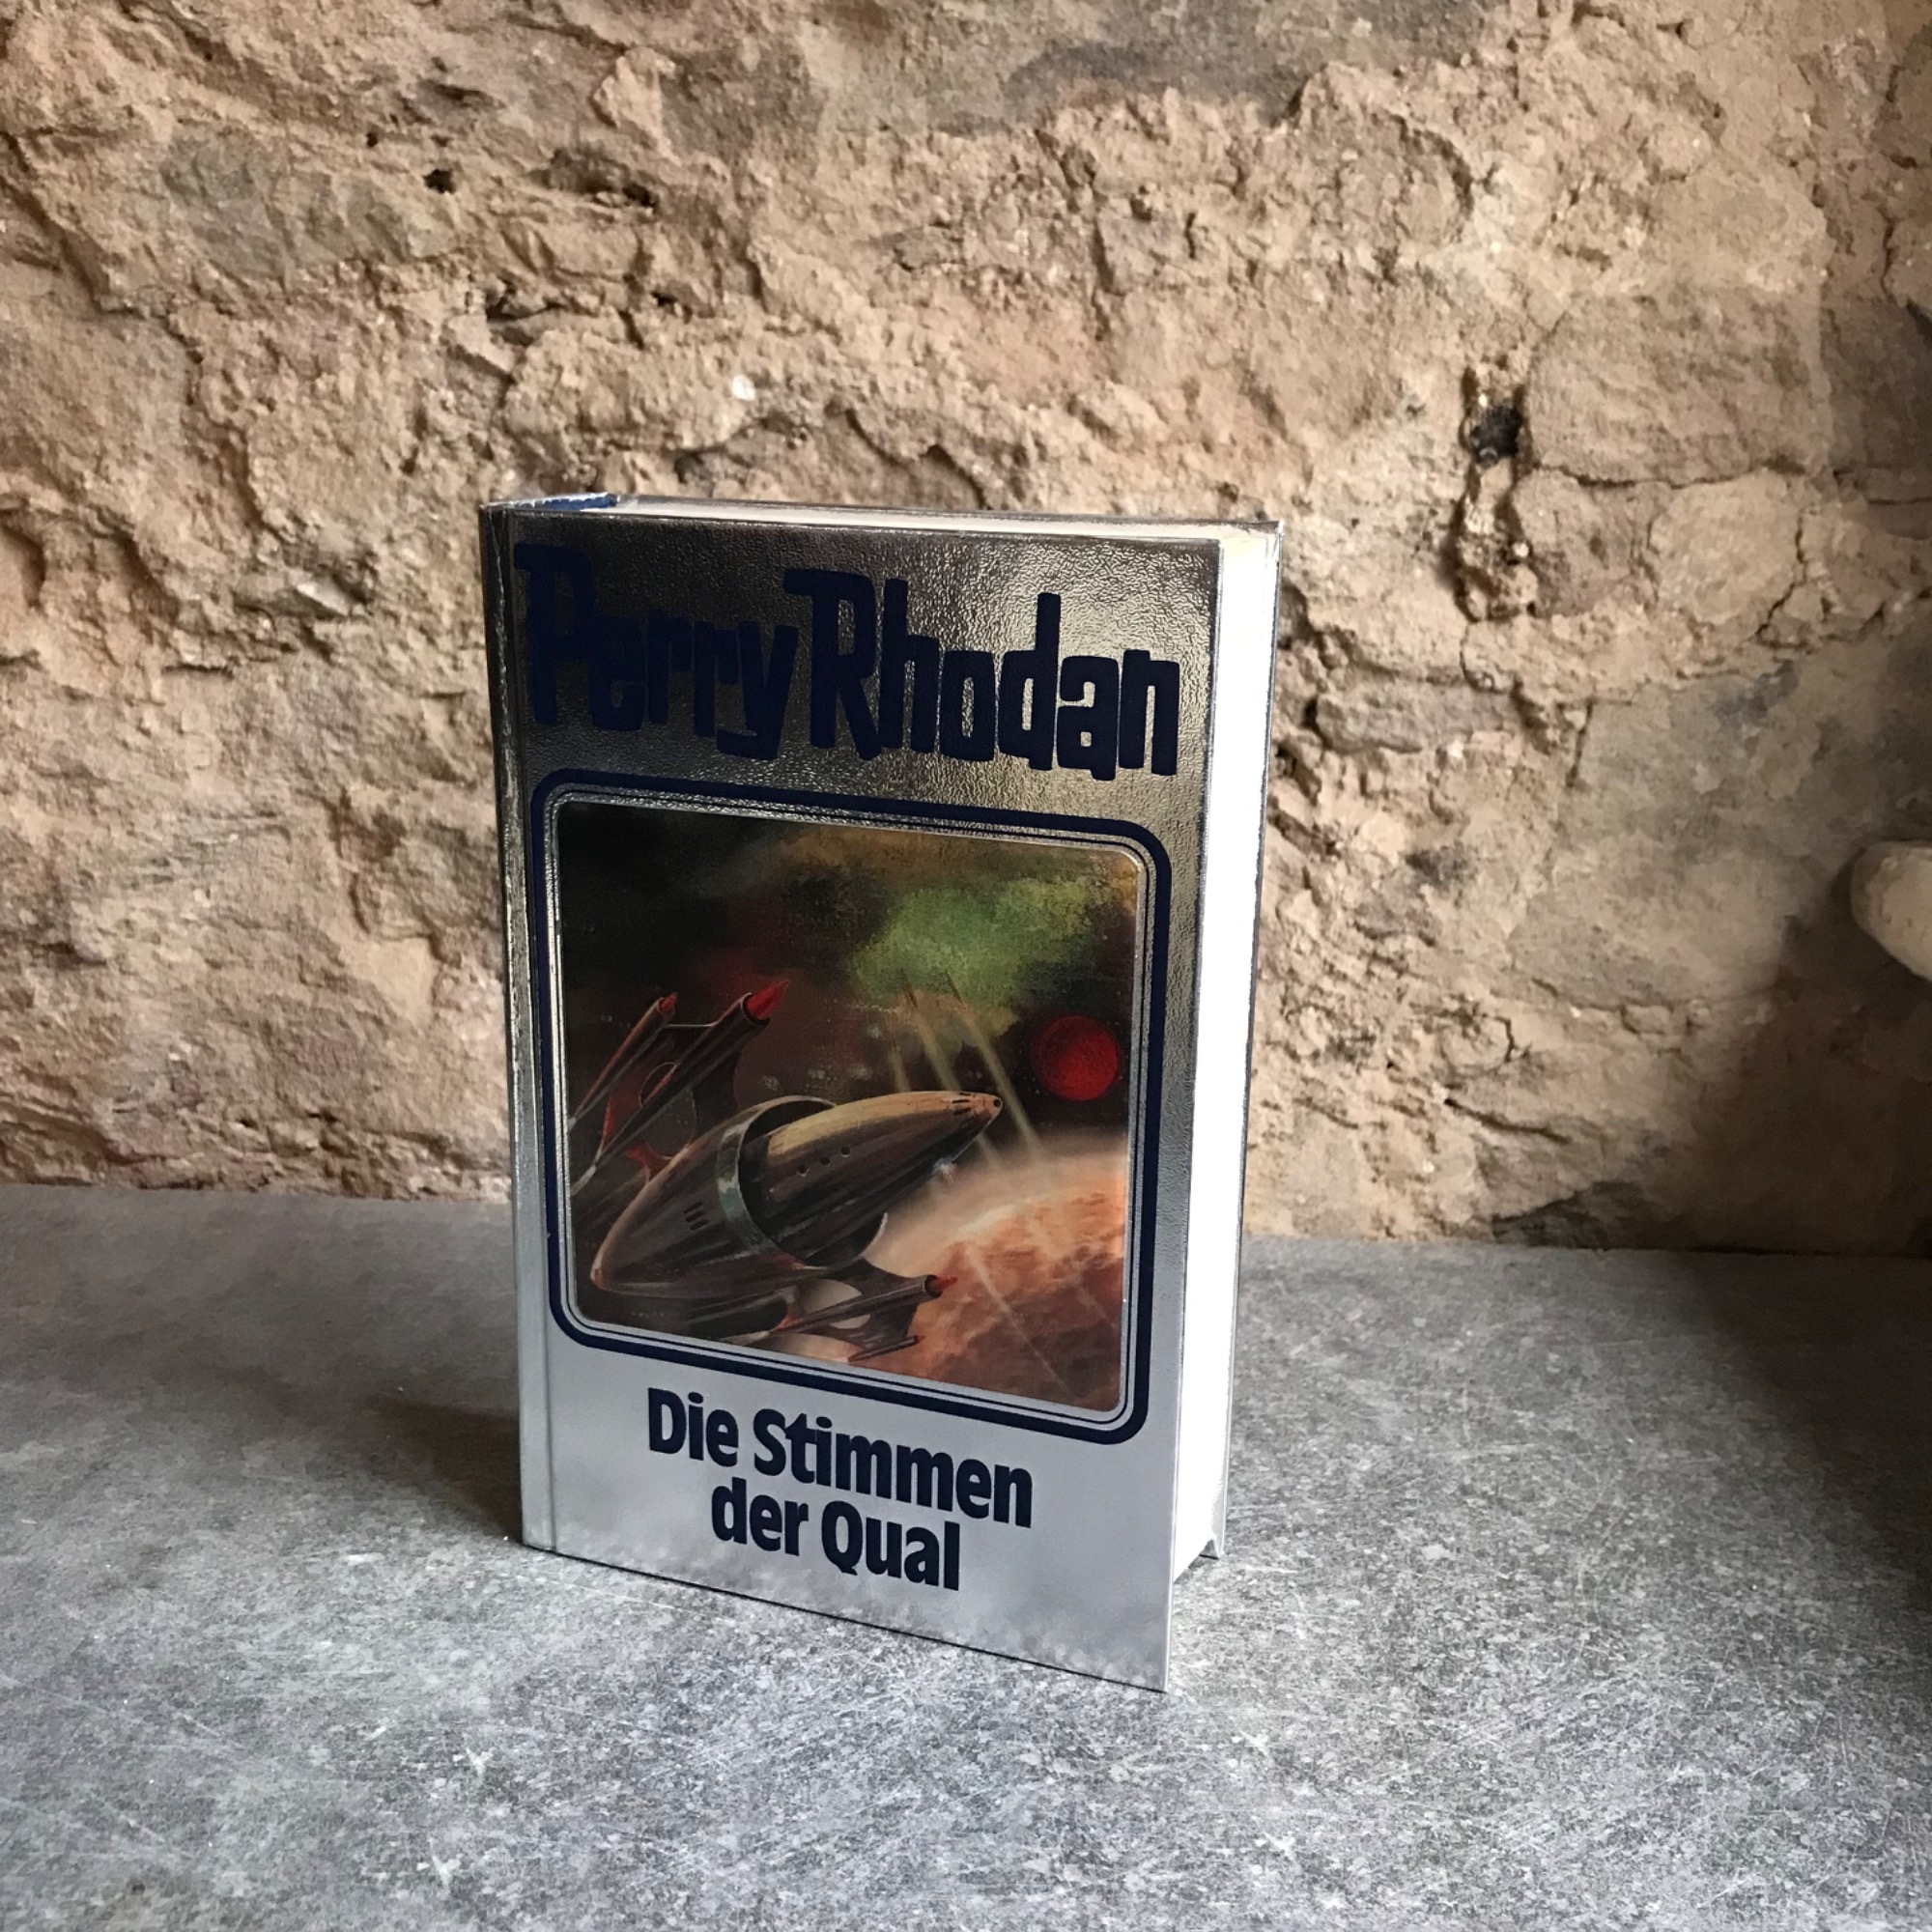 Perry Rhodan
Die Stimmen
der Qual